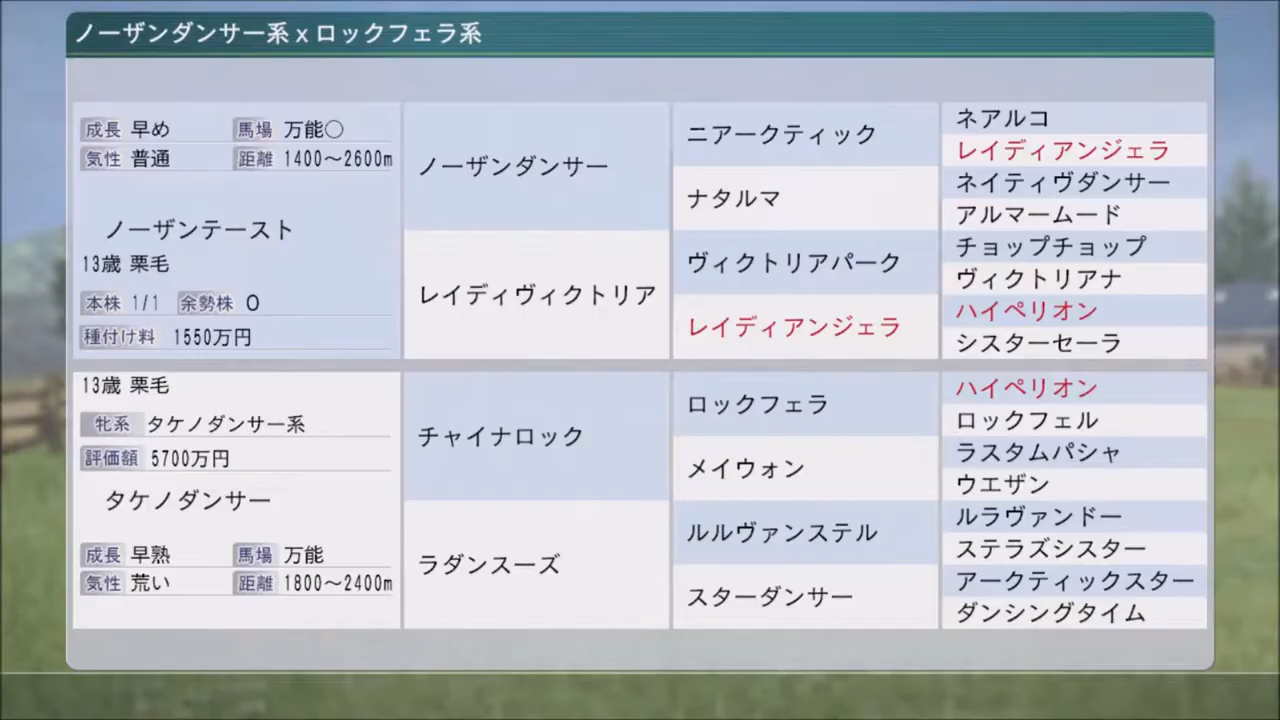 ノーザンダンサー系 x ロックフェラ系
成長 早め 馬場 万能○
気性 普通 距離 1400～2600m
ノーザンテースト
13歳 栗毛
本株 1/1 余勢株 0
種付け料 1550万円
ノーザンダンサー
レイディヴィクトリア
ニアークティック
ナタルマ
ヴィクトリアパーク
レイディアンジェラ
ネアルコ
レイディアンジェラ
ネイティヴダンサー
アルマームード
チョップチョップ
ヴィクトリアナ
ハイペリオン
シスターセーラ
13歳 栗毛
牝系 タケノダンサー系
評価額 5700万円
タケノダンサー
成長 早熟 馬場 万能
気性 荒い 距離 1800～2400m
チャイナロック
ラダンスーズ
ロックフェラ
メイウォン
ルルヴァンステル
スターダンサー
ハイペリオン
ロックフェル
ラスタムパシャ
ウエザン
ルラヴァンドー
ステラズシスター
アークティックスター
ダンシングタイム